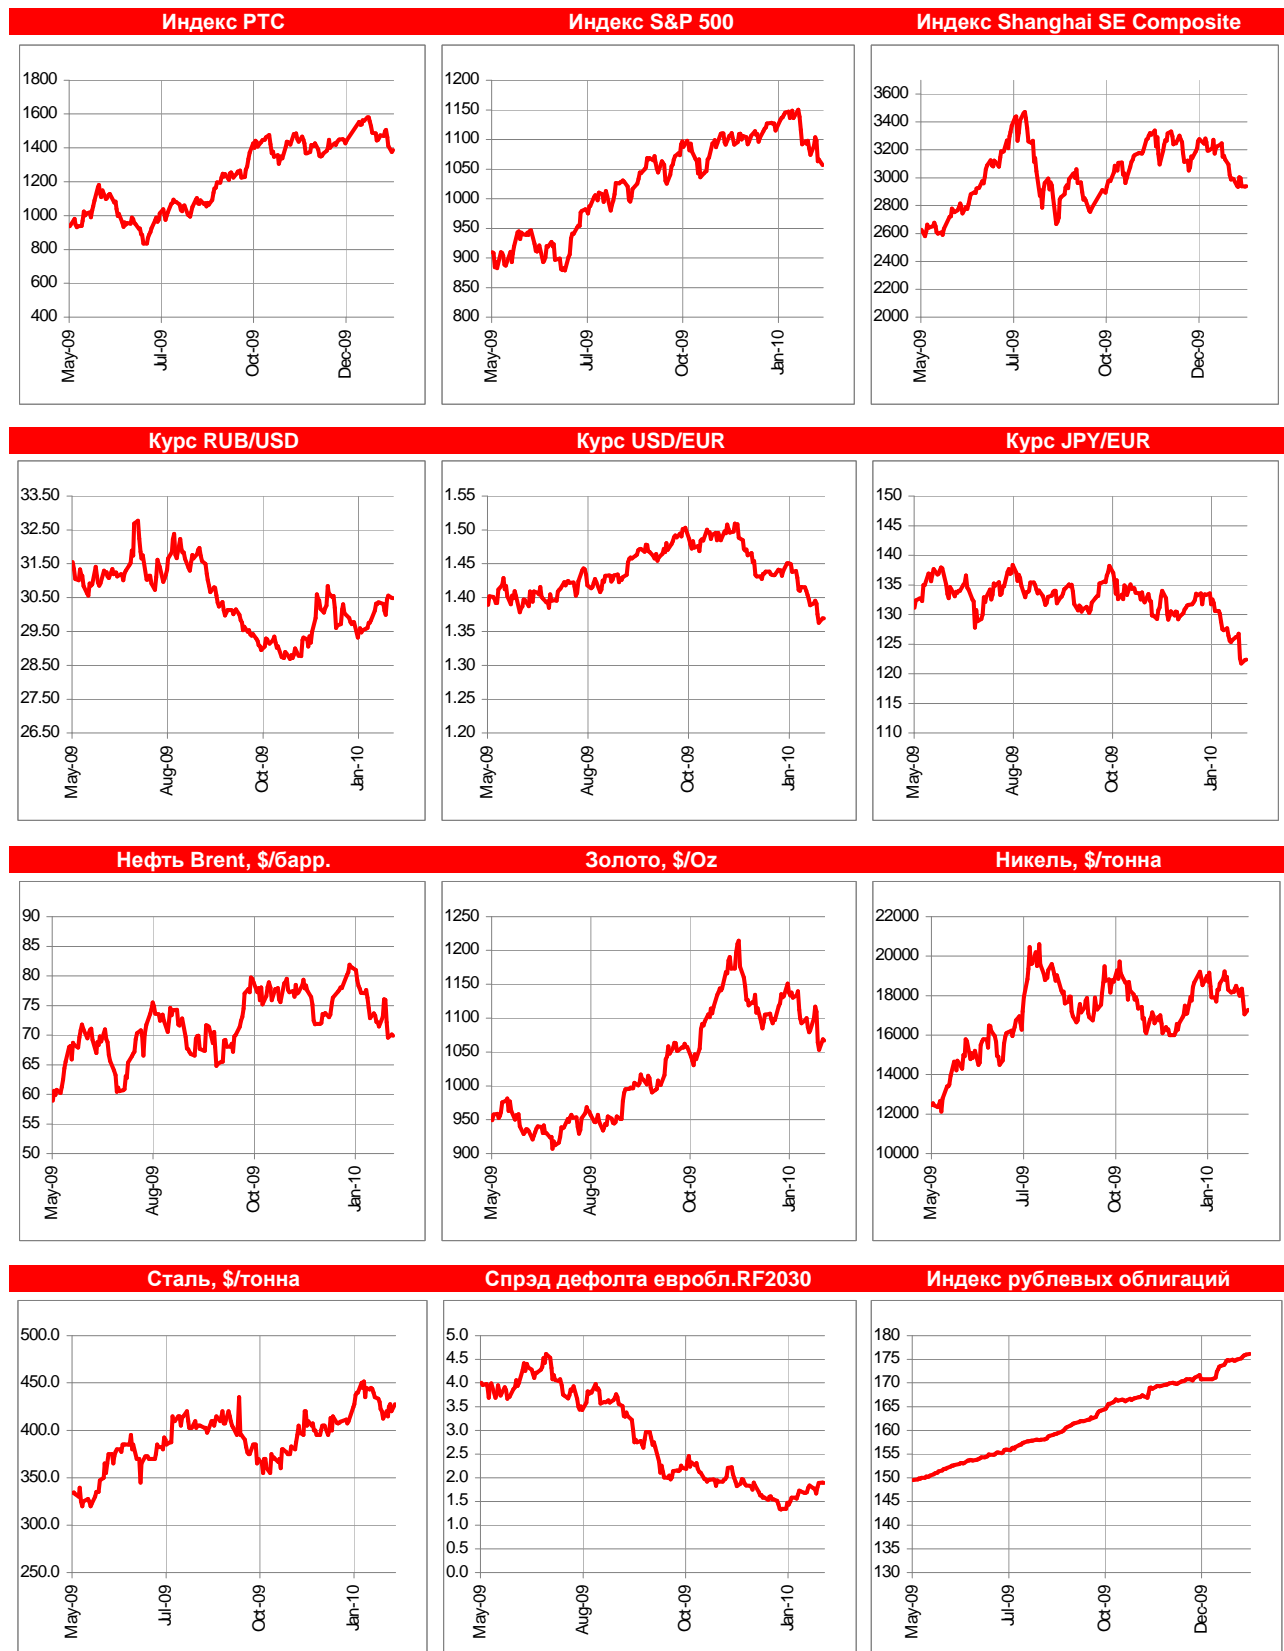 Индекс РТС
1800
1600
1400
1200
1000
800
600
400
May-09
Jul-09
Oct-09
Dec-09
Индекс S&P 500
1200
1150
1100
1050
1000
950
900
850
800
May-09
Jul-09
Oct-09
Jan-10
Индекс Shanghai SE Composite
3600
3400
3200
3000
2800
2600
2400
2200
2000
May-09
Jul-09
Oct-09
Dec-09
Курс RUB/USD
33.50
32.50
31.50
30.50
29.50
28.50
27.50
26.50
May-09
Aug-09
Oct-09
Jan-10
Курс USD/EUR
1.55
1.50
1.45
1.40
1.35
1.30
1.25
1.20
May-09
Aug-09
Oct-09
Jan-10
Курс JPY/EUR
150
145
140
135
130
125
120
115
110
May-09
Aug-09
Oct-09
Jan-10
Нефть Brent, $/барр.
90
85
80
75
70
65
60
55
50
May-09
Aug-09
Oct-09
Jan-10
Золото, $/Oz
1250
1200
1150
1100
1050
1000
950
900
May-09
Aug-09
Oct-09
Jan-10
Никель, $/тонна
22000
20000
18000
16000
14000
12000
10000
May-09
Jul-09
Oct-09
Jan-10
Сталь, $/тонна
500.0
450.0
400.0
350.0
300.0
250.0
May-09
Jul-09
Oct-09
Jan-10
Спрэд дефолта евробл.RF2030
5.0
4.5
4.0
3.5
3.0
2.5
2.0
1.5
1.0
0.5
0.0
May-09
Aug-09
Oct-09
Jan-10
Индекс рублевых облигаций
180
175
170
165
160
155
150
145
140
135
130
May-09
Jul-09
Oct-09
Dec-09